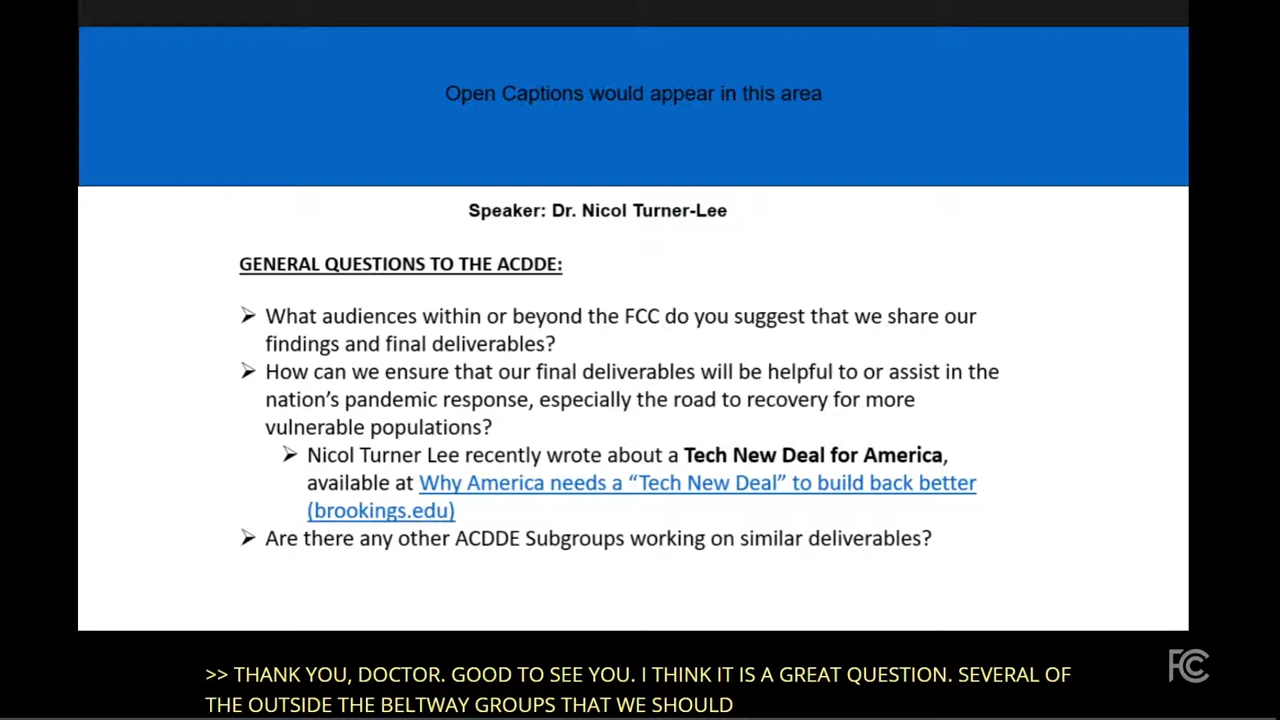 Open Captions would appear in this area
Speaker: Dr. Nicol Turner-Lee
GENERAL QUESTIONS TO THE ACDDE:
➢ What audiences within or beyond the FCC do you suggest that we share our
findings and final deliverables?
➢ How can we ensure that our final deliverables will be helpful to or assist in the
nation’s pandemic response, especially the road to recovery for more
vulnerable populations?
➢ Nicol Turner Lee recently wrote about a Tech New Deal for America,
available at Why America needs a “Tech New Deal” to build back better
(brookings.edu)
➢ Are there any other ACDDE Subgroups working on similar deliverables?
>> THANK YOU, DOCTOR. GOOD TO SEE YOU. I THINK IT IS A GREAT QUESTION. SEVERAL OF
THE OUTSIDE THE BELTWAY GROUPS THAT WE SHOULD
FCC